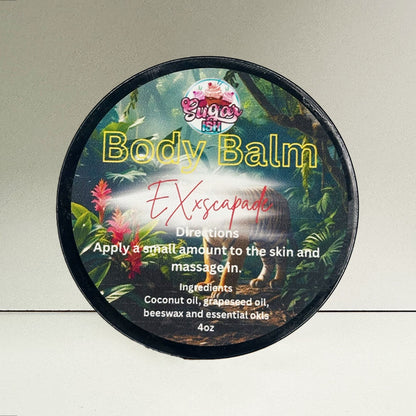 Sugar
ISH
Body Balm
EXxscapade
Directions
Apply a small amount to the skin and
massage in.
Ingredients
Coconut oil, grapeseed oil,
beeswax and essential okls
4oz